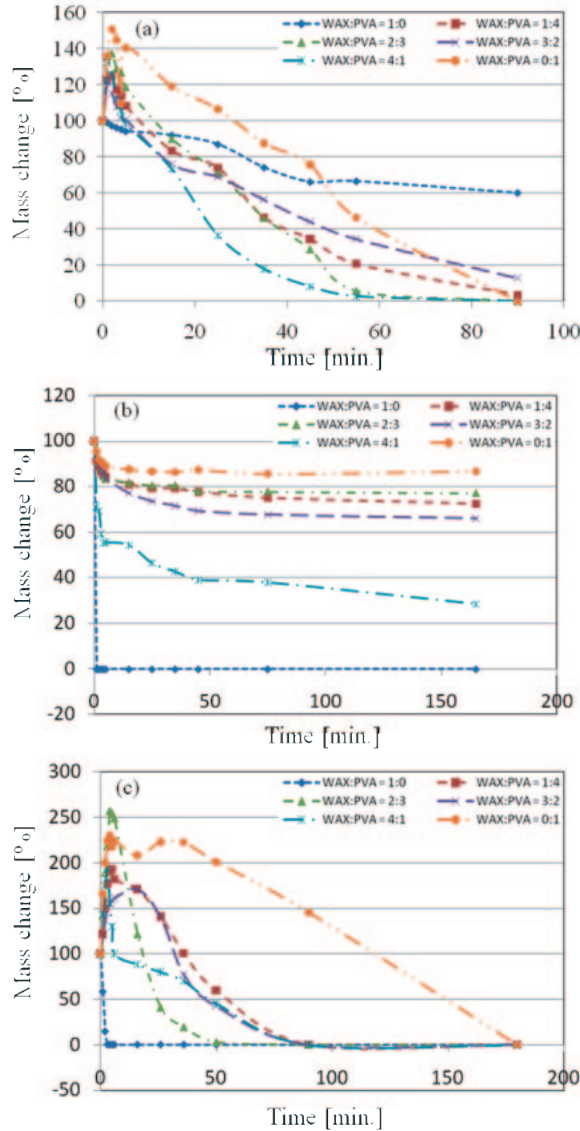 160
140
120
100
80
60
40
20
0
(a)
WAX:PVA = 1:0
WAX:PVA = 1:4
WAX:PVA = 2:3
WAX:PVA = 3:2
WAX:PVA = 4:1
WAX:PVA = 0:1
Mass change [%]
0 20 40 60 80 100
Time [min.]
120
100
80
60
40
20
0
-20
(b)
WAX:PVA = 1:0
WAX:PVA = 1:4
WAX:PVA = 2:3
WAX:PVA = 3:2
WAX:PVA = 4:1
WAX:PVA = 0:1
Mass change [%]
0 50 100 150 200
Time [min.]
300
250
200
150
100
50
0
-50
(c)
WAX:PVA = 1:0
WAX:PVA = 1:4
WAX:PVA = 2:3
WAX:PVA = 3:2
WAX:PVA = 4:1
WAX:PVA = 0:1
Mass change [%]
0 50 100 150 200
Time [min.]